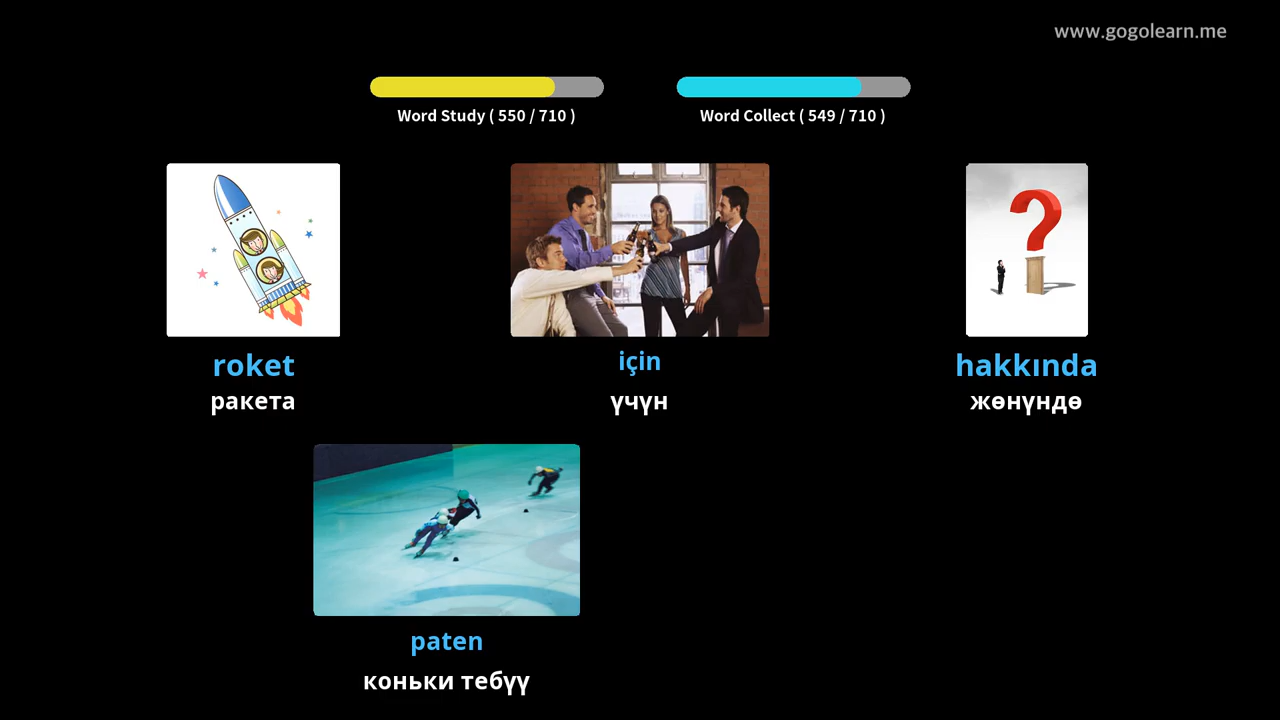 www.gogolearn.me
Word Study ( 550 / 710 )
Word Collect ( 549 / 710 )
roket
için
hakkında
ракета
үчүн
жөнүндө
paten
коньки тебүү